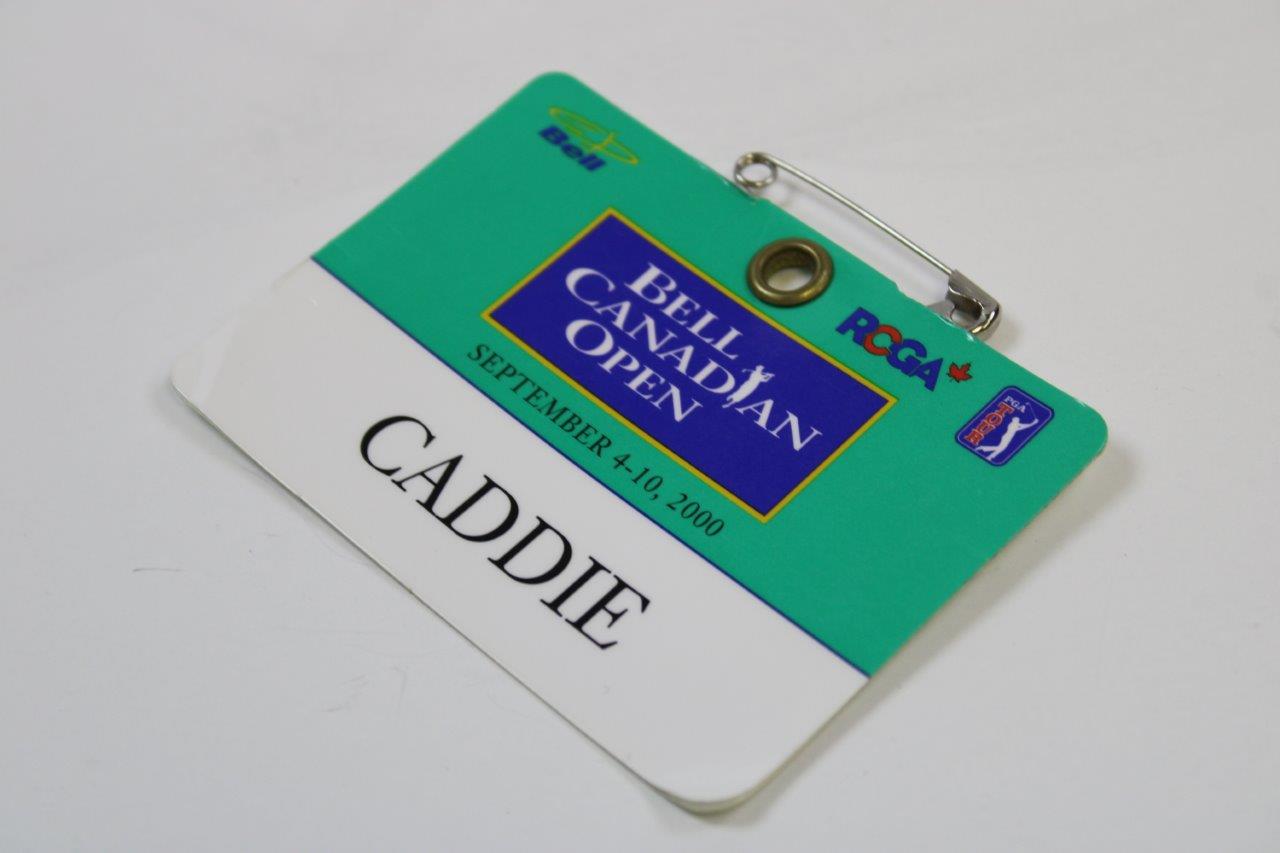 Bell
BELL
CANADIAN
OPEN
RCGA
PGA
TOUR
SEPTEMBER 4-10, 2000
CADDIE